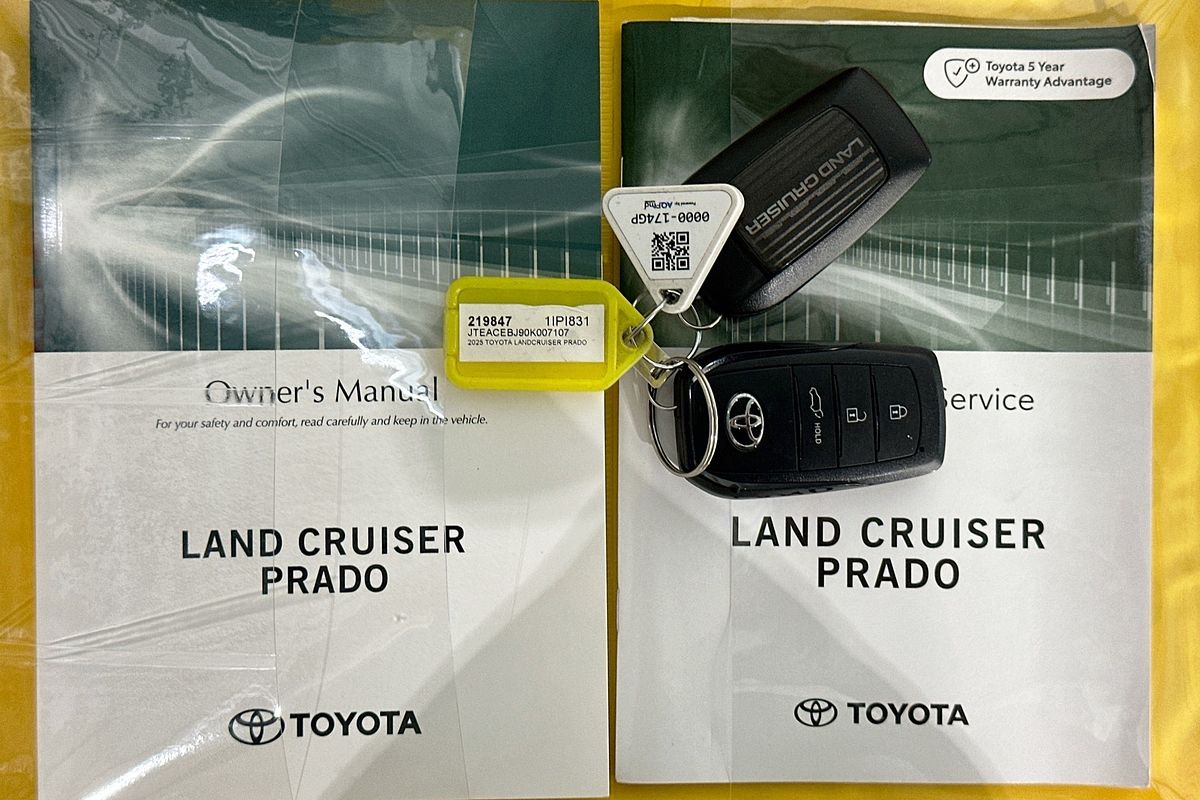 Owner's Manual
For your safety and comfort, read carefully and keep in the vehicle.
LAND CRUISER
PRADO
TOYOTA
Toyota 5 Year
Warranty Advantage
LAND CRUISER
0000-174GP
Powered by
219847 1IPI831
JTEACEBJ90K007107
2025 TOYOTA LANDCRUISER PRADO
HOLD
Service
LAND CRUISER
PRADO
TOYOTA